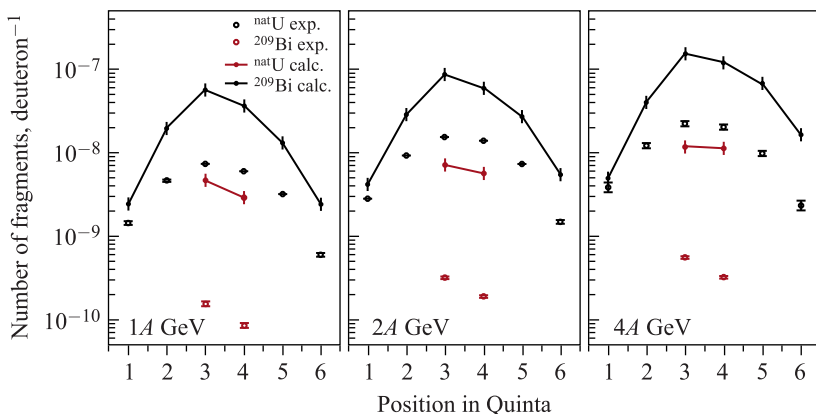 Number of fragments, deuteron⁻¹
10⁻⁷
10⁻⁸
10⁻⁹
10⁻¹⁰
ⁿᵃᵗU exp.
²⁰⁹Bi exp.
ⁿᵃᵗU calc.
²⁰⁹Bi calc.
1A GeV
2A GeV
4A GeV
1 2 3 4 5 6 1 2 3 4 5 6 1 2 3 4 5 6
Position in Quinta